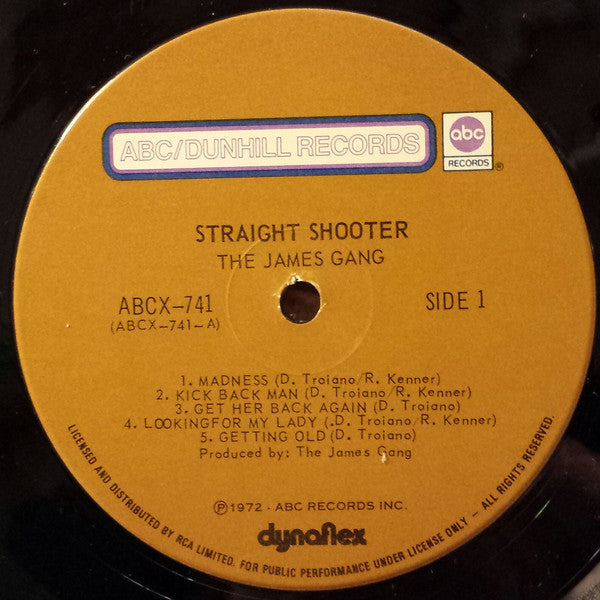 ABC/DUNHILL RECORDS
abc
RECORDS ®
STRAIGHT SHOOTER
THE JAMES GANG
ABCX-741
(ABCX-741-A)
SIDE 1
1. MADNESS (D. Troiano/R. Kenner)
2. KICK BACK MAN (D. Troiano/R. Kenner)
3. GET HER BACK AGAIN (D. Troiano)
4. LOOKINGFOR MY LADY (.D. Troiano/R. Kenner)
5. GETTING OLD (D. Troiano)
Produced by: The James Gang
℗1972 - ABC RECORDS INC.
dynaflex
LICENSED AND DISTRIBUTED BY RCA LIMITED. FOR PUBLIC PERFORMANCE UNDER LICENSE ONLY - ALL RIGHTS RESERVED.